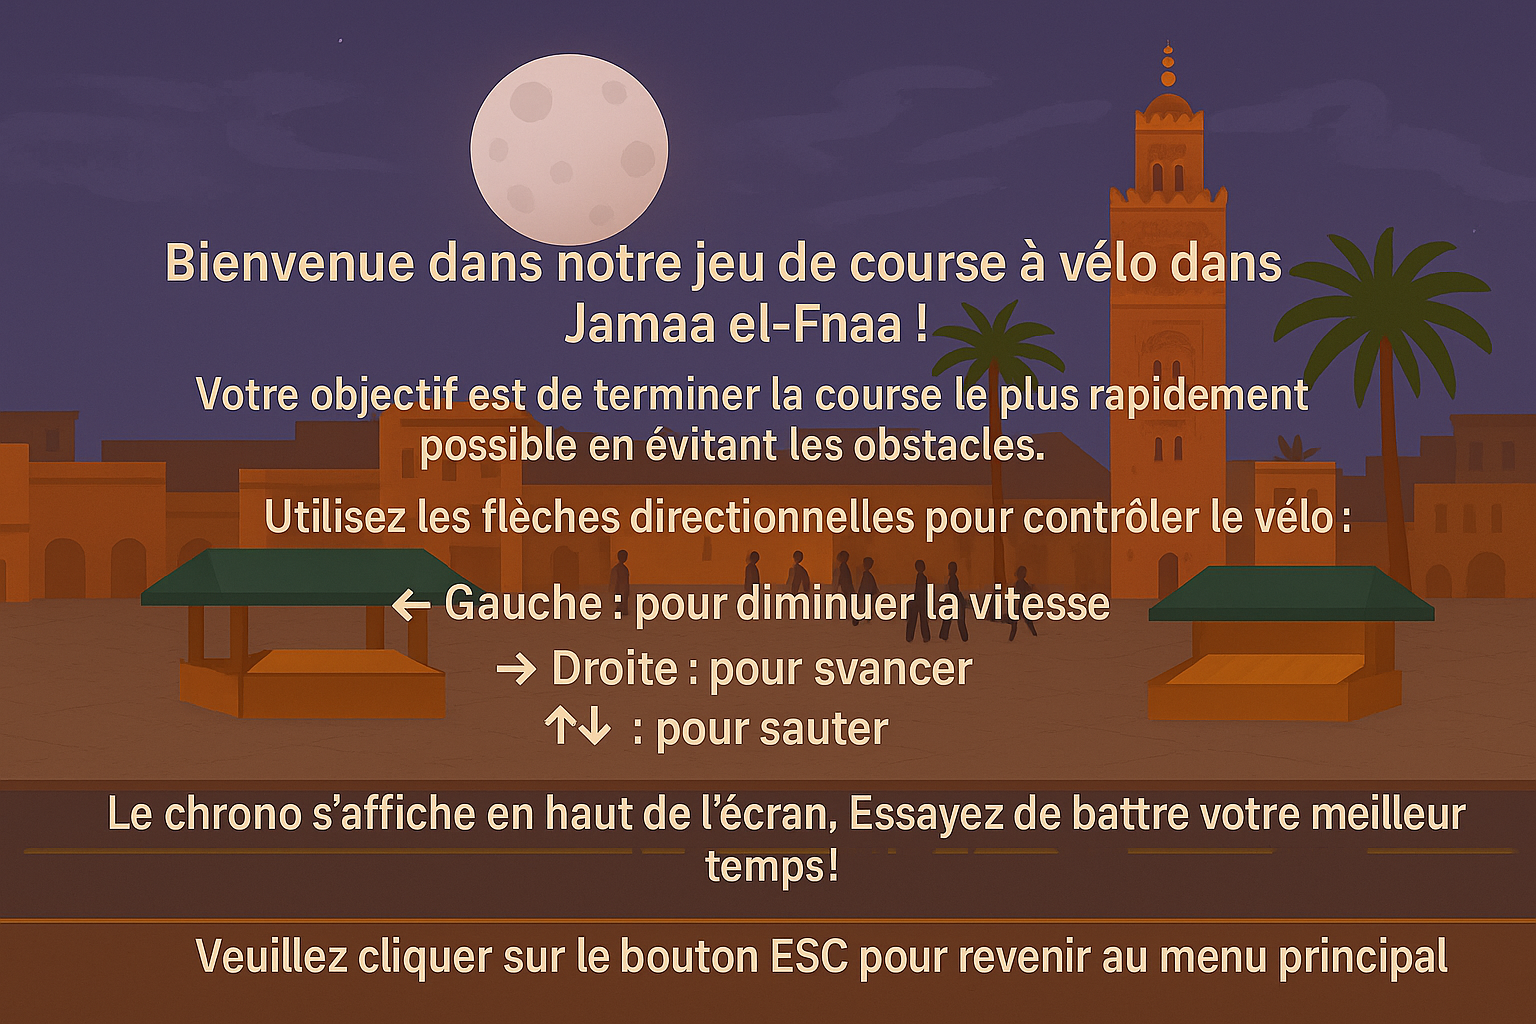 Bienvenue dans notre jeu de course à vélo dans
Jamaa el-Fnaa !
Votre objectif est de terminer la course le plus rapidement
possible en évitant les obstacles.
Utilisez les flèches directionnelles pour contrôler le vélo :
← Gauche : pour diminuer la vitesse
→ Droite : pour svancer
↑↓ : pour sauter
Le chrono s’affiche en haut de l’écran, Essayez de battre votre meilleur
temps!
Veuillez cliquer sur le bouton ESC pour revenir au menu principal